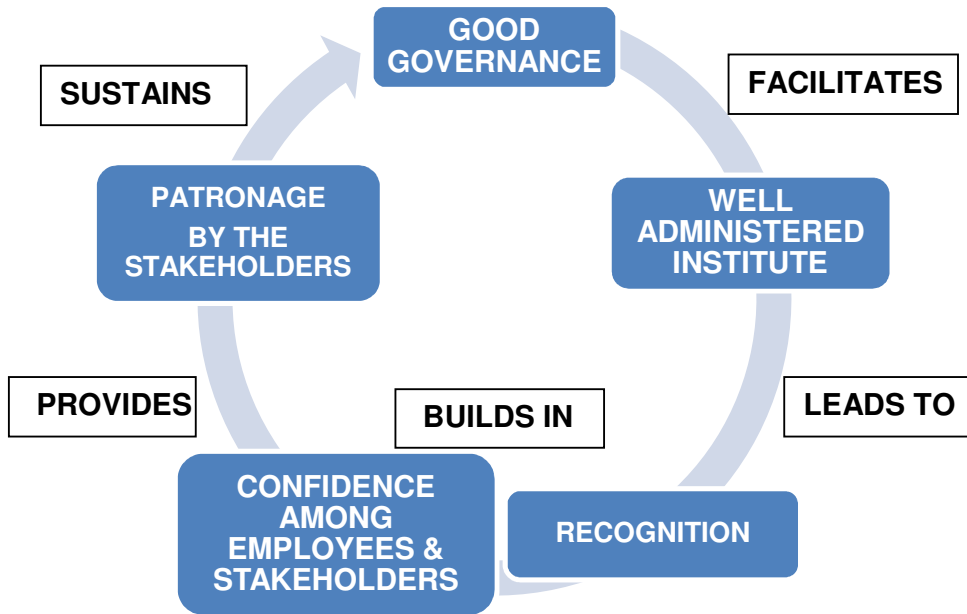 GOOD
GOVERNANCE
FACILITATES
WELL
ADMINISTERED
INSTITUTE
LEADS TO
RECOGNITION
BUILDS IN
CONFIDENCE
AMONG
EMPLOYEES &
STAKEHOLDERS
PROVIDES
PATRONAGE
BY THE
STAKEHOLDERS
SUSTAINS